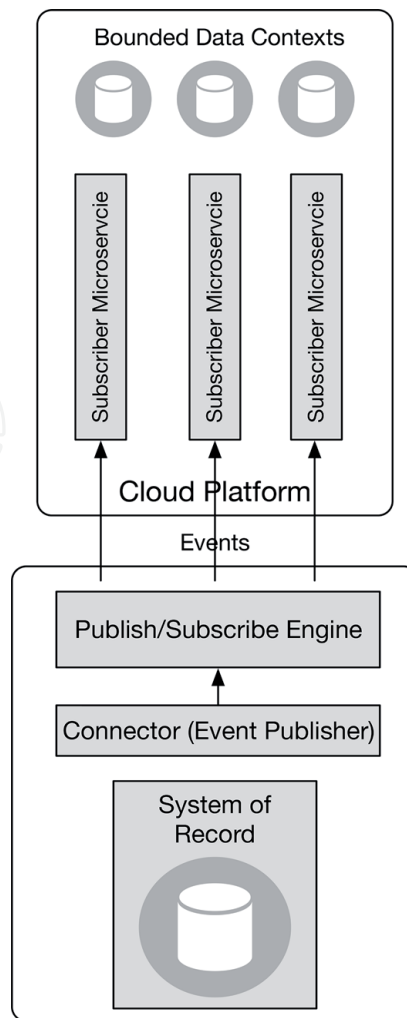 Bounded Data Contexts
Subscriber Microservcie
Subscriber Microservcie
Subscriber Microservcie
Cloud Platform
Events
Publish/Subscribe Engine
Connector (Event Publisher)
System of
Record